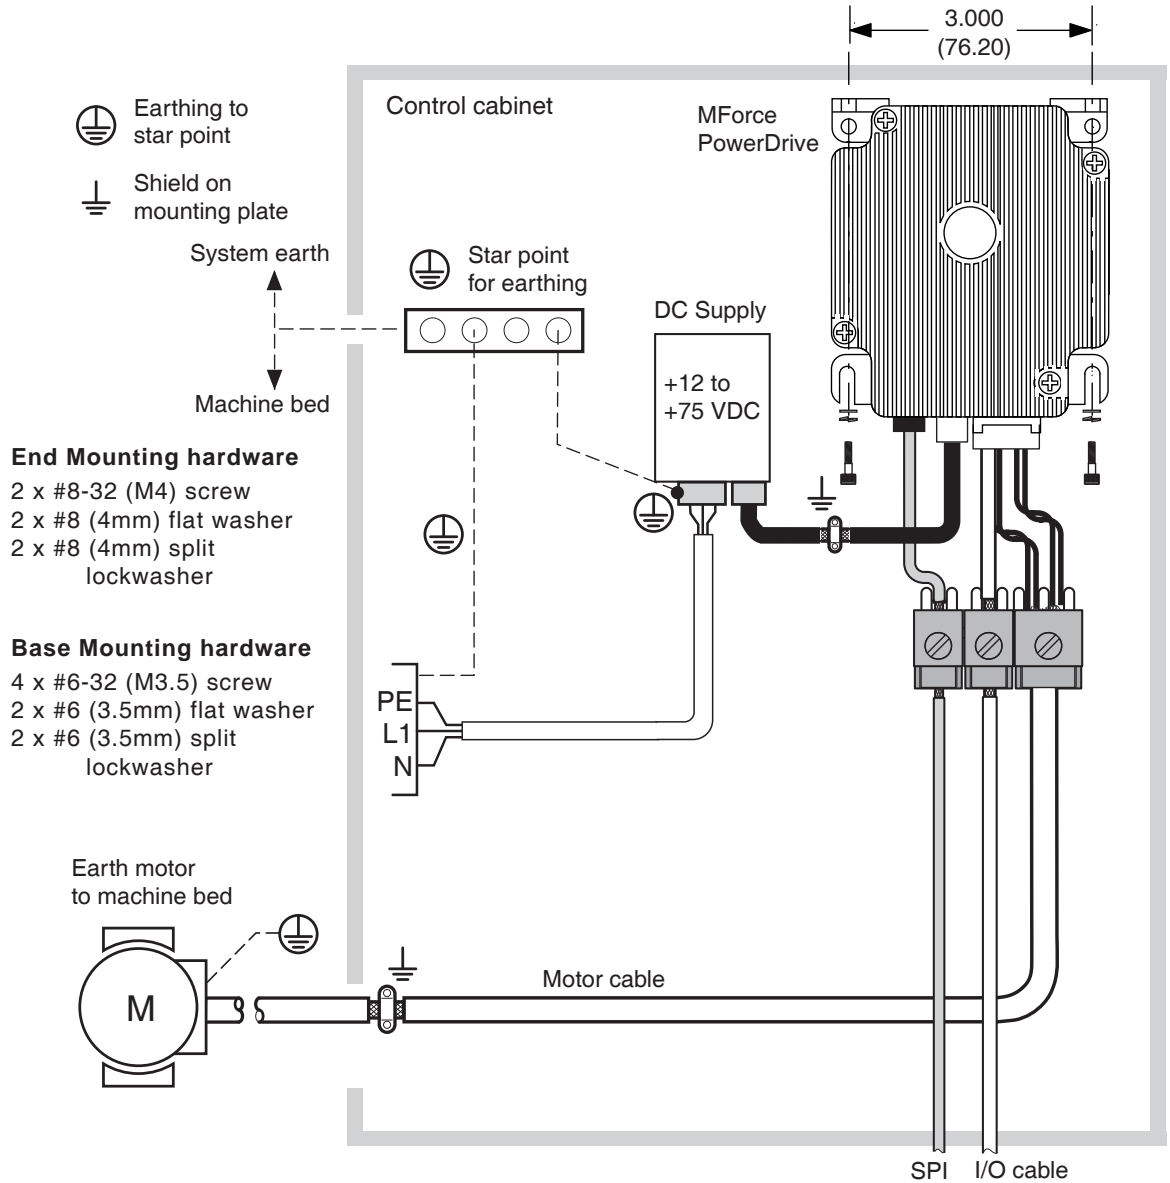 3.000
(76.20)
Control cabinet
MForce
PowerDrive
Earthing to
star point
Shield on
mounting plate
System earth
Machine bed
Star point
for earthing
DC Supply
+12 to
+75 VDC
End Mounting hardware
2 x #8-32 (M4) screw
2 x #8 (4mm) flat washer
2 x #8 (4mm) split
lockwasher
Base Mounting hardware
4 x #6-32 (M3.5) screw
2 x #6 (3.5mm) flat washer
2 x #6 (3.5mm) split
lockwasher
PE
L1
N
Earth motor
to machine bed
M
Motor cable
SPI
I/O cable